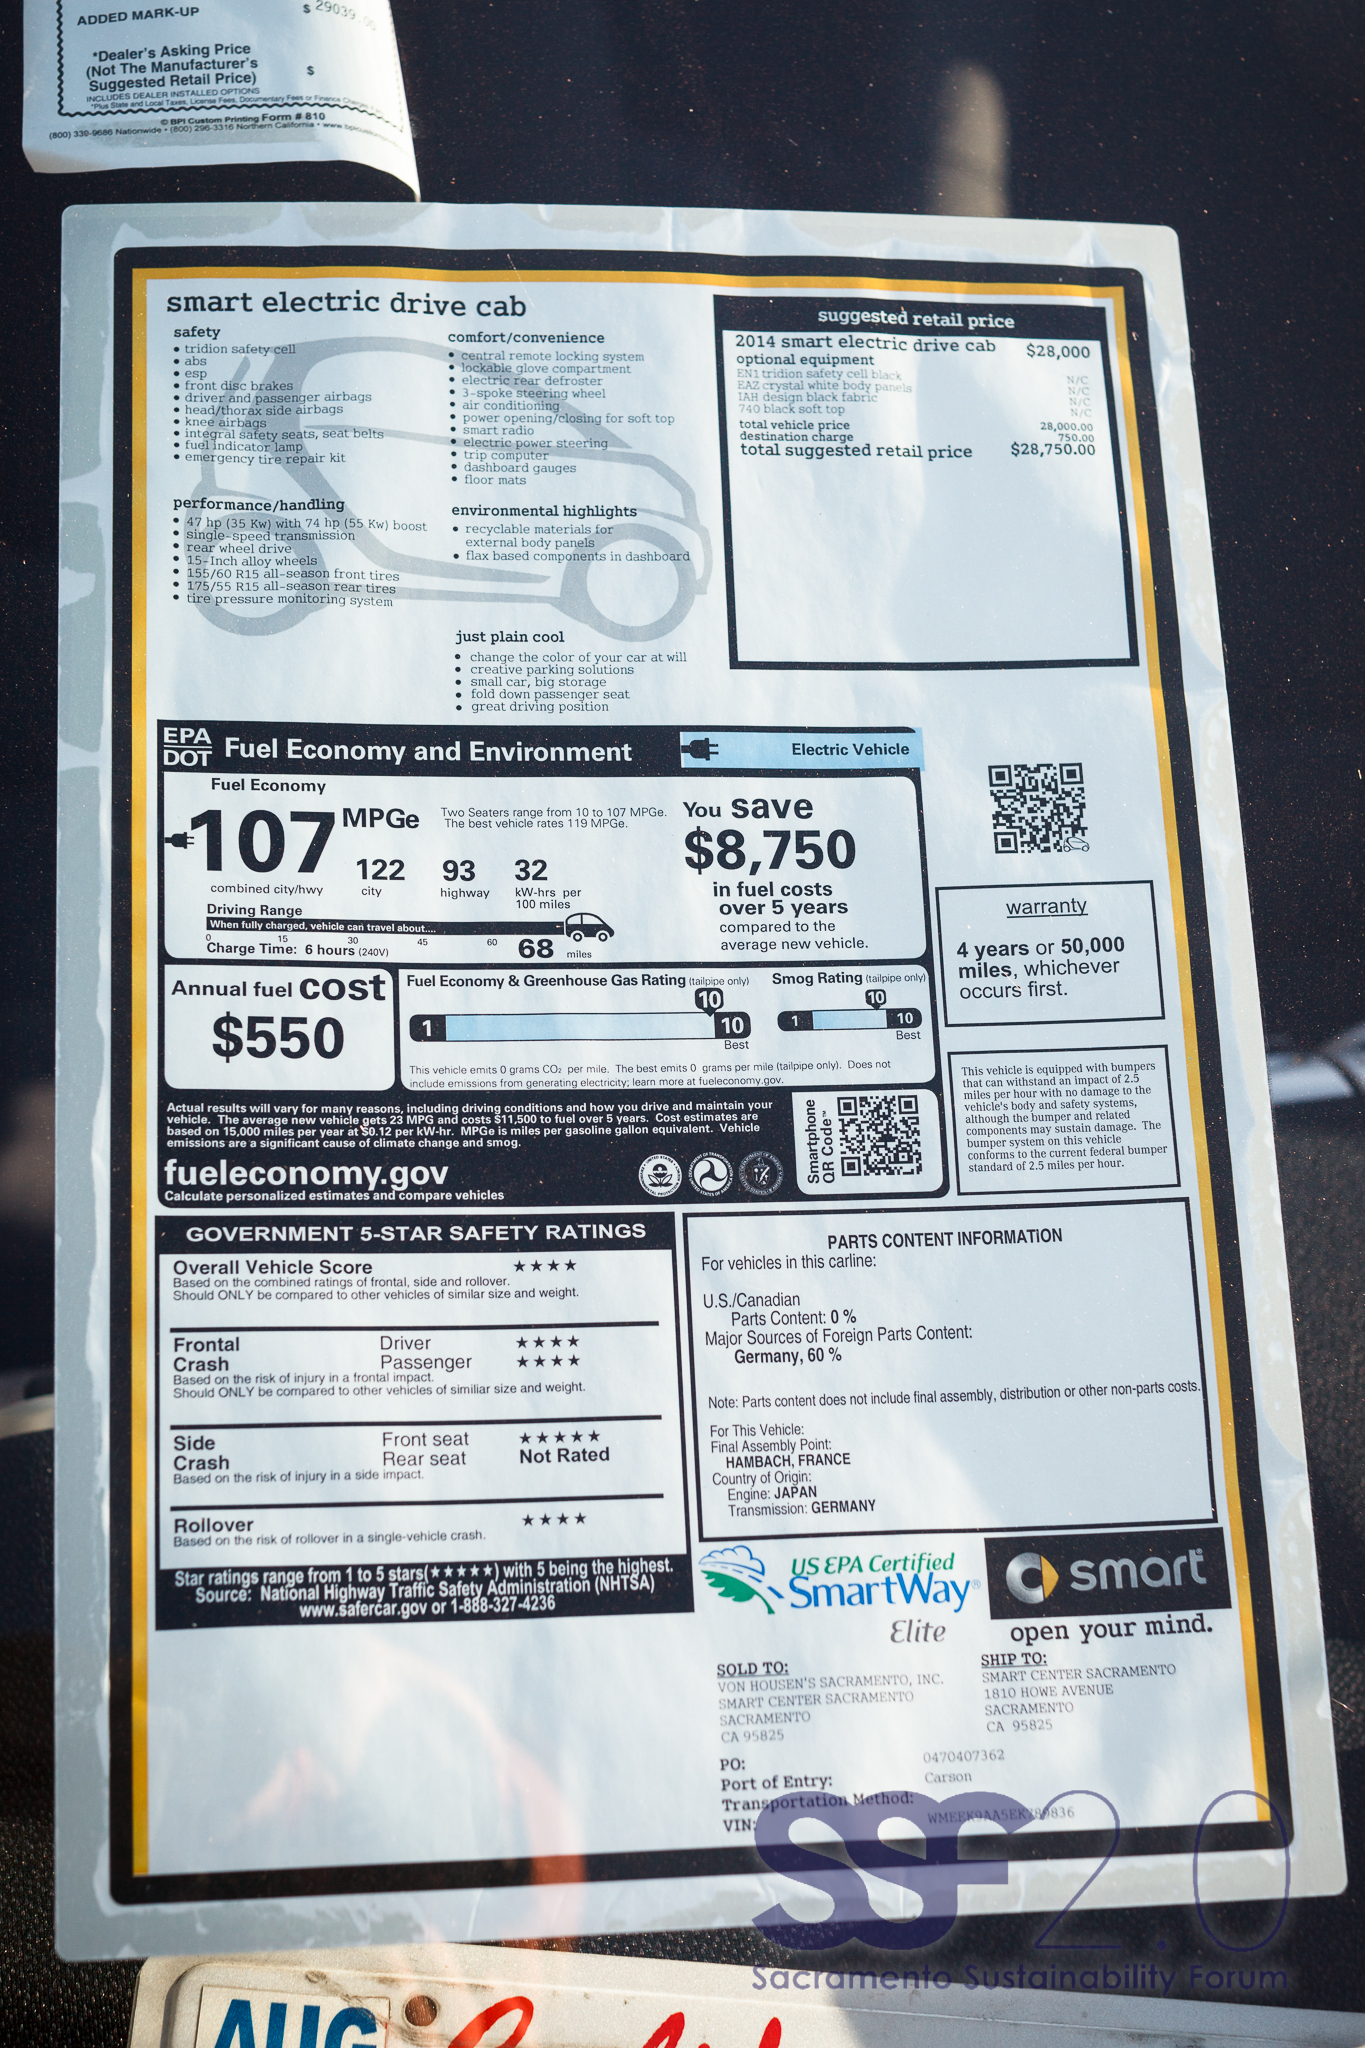 ADDED MARK-UP
$ 29039.00
*Dealer's Asking Price
(Not The Manufacturer's
Suggested Retail Price)
$
INCLUDES DEALER INSTALLED OPTIONS
*Plus State and Local Taxes, License Fees, Documentary Fees or Finance
© BPI Custom Printing Form # 810
(800) 339-9686 Nationwide • (800) 296-3316 Northern California •
smart electric drive cab
safety
• tridion safety cell
• abs
• esp
• front disc brakes
• driver and passenger airbags
• head/thorax side airbags
• knee airbags
• integral safety seats, seat belts
• fuel indicator lamp
• emergency tire repair kit
performance/handling
• 47 hp (35 Kw) with 74 hp (55 Kw) boost
• single-speed transmission
• rear wheel drive
• 15-Inch alloy wheels
• 155/60 R15 all-season front tires
• 175/55 R15 all-season rear tires
• tire pressure monitoring system
comfort/convenience
• central remote locking system
• lockable glove compartment
• electric rear defroster
• 3-spoke steering wheel
• air conditioning
• power opening/closing for soft top
• smart radio
• electric power steering
• trip computer
• dashboard gauges
• floor mats
environmental highlights
• recyclable materials for
external body panels
• flax based components in dashboard
just plain cool
• change the color of your car at will
• creative parking solutions
• small car, big storage
• fold down passenger seat
• great driving position
suggested retail price
2014 smart electric drive cab $28,000
optional equipment
EN1 tridion safety cell black N/C
EAZ crystal white body panels N/C
IAH design black fabric N/C
740 black soft top N/C
total vehicle price 28,000.00
destination charge 750.00
total suggested retail price $28,750.00
EPA
DOT
Fuel Economy and Environment
Electric Vehicle
Fuel Economy
107 MPGe
combined city/hwy
122
city
93
highway
32
kW-hrs per
100 miles
Two Seaters range from 10 to 107 MPGe.
The best vehicle rates 119 MPGe.
Driving Range
When fully charged, vehicle can travel about....
0 15 30 45 60 68 miles
Charge Time: 6 hours (240V)
You save
$8,750
in fuel costs
over 5 years
compared to the
average new vehicle.
Annual fuel cost
$550
Fuel Economy & Greenhouse Gas Rating (tailpipe only)
10
1 10
Best
Smog Rating (tailpipe only)
10
1 10
Best
This vehicle emits 0 grams CO₂ per mile. The best emits 0 grams per mile (tailpipe only). Does not
include emissions from generating electricity; learn more at fueleconomy.gov.
Actual results will vary for many reasons, including driving conditions and how you drive and maintain your
vehicle. The average new vehicle gets 23 MPG and costs $11,500 to fuel over 5 years. Cost estimates are
based on 15,000 miles per year at $0.12 per kW-hr. MPGe is miles per gasoline gallon equivalent. Vehicle
emissions are a significant cause of climate change and smog.
fueleconomy.gov
Calculate personalized estimates and compare vehicles
Smartphone
QR Code™
warranty
4 years or 50,000
miles, whichever
occurs first.
This vehicle is equipped with bumpers
that can withstand an impact of 2.5
miles per hour with no damage to the
vehicle's body and safety systems,
although the bumper and related
components may sustain damage. The
bumper system on this vehicle
conforms to the current federal bumper
standard of 2.5 miles per hour.
GOVERNMENT 5-STAR SAFETY RATINGS
Overall Vehicle Score ★★★★
Based on the combined ratings of frontal, side and rollover.
Should ONLY be compared to other vehicles of similar size and weight.
Frontal Driver ★★★★
Crash Passenger ★★★★
Based on the risk of injury in a frontal impact.
Should ONLY be compared to other vehicles of similiar size and weight.
Side Front seat ★★★★★
Crash Rear seat Not Rated
Based on the risk of injury in a side impact.
Rollover ★★★★
Based on the risk of rollover in a single-vehicle crash.
Star ratings range from 1 to 5 stars(★★★★★) with 5 being the highest.
Source: National Highway Traffic Safety Administration (NHTSA)
www.safercar.gov or 1-888-327-4236
PARTS CONTENT INFORMATION
For vehicles in this carline:
U.S./Canadian
Parts Content: 0 %
Major Sources of Foreign Parts Content:
Germany, 60 %
Note: Parts content does not include final assembly, distribution or other non-parts costs.
For This Vehicle:
Final Assembly Point:
HAMBACH, FRANCE
Country of Origin:
Engine: JAPAN
Transmission: GERMANY
US EPA Certified
SmartWay®
Elite
smart
open your mind.
SOLD TO:
VON HOUSEN'S SACRAMENTO, INC.
SMART CENTER SACRAMENTO
SACRAMENTO
CA 95825
SHIP TO:
SMART CENTER SACRAMENTO
1810 HOWE AVENUE
SACRAMENTO
CA 95825
PO: 0470407362
Port of Entry: Carson
Transportation Method:
VIN:
SSF2.0
Sacramento Sustainability Forum
AUG